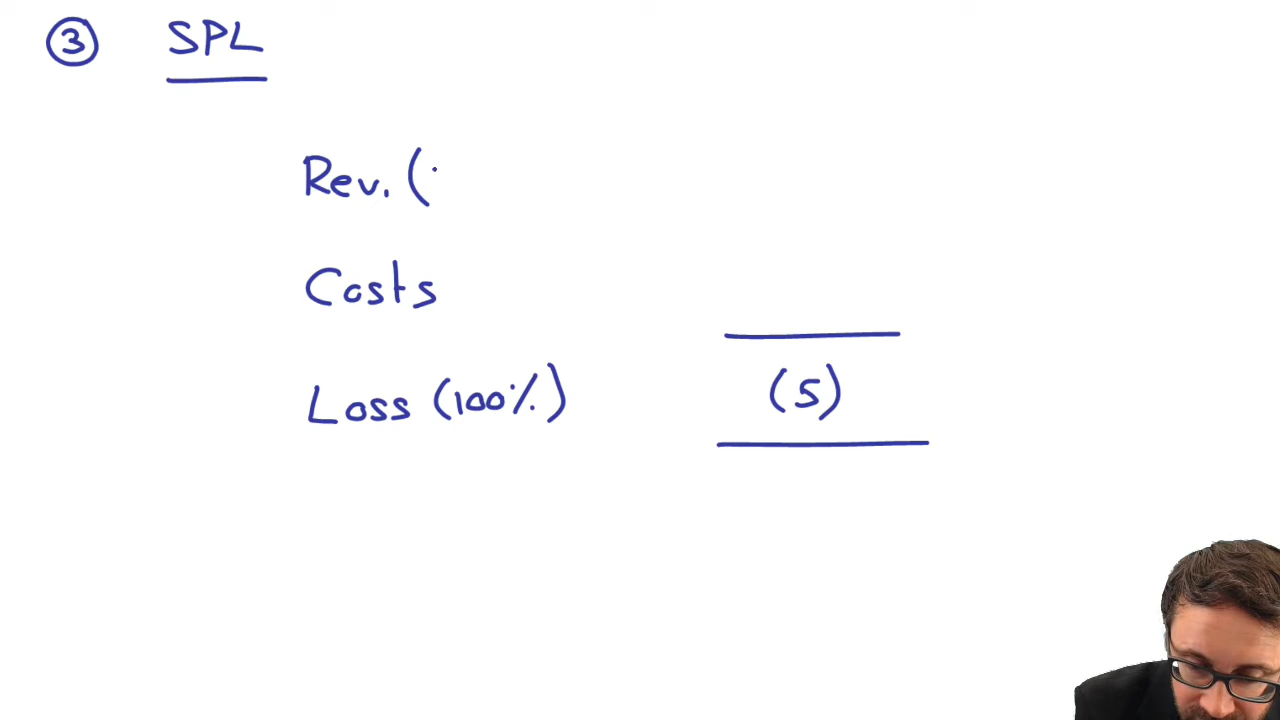 ③ SPL
Rev. (
Costs
Loss (100%) (5)